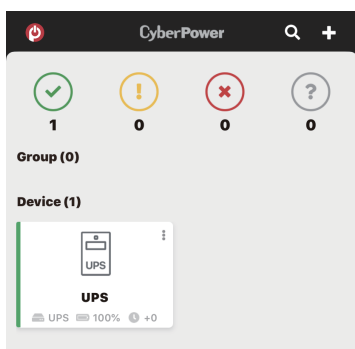 CyberPower
1 0 0 0
Group (0)
Device (1)
UPS
UPS
UPS 100% +0